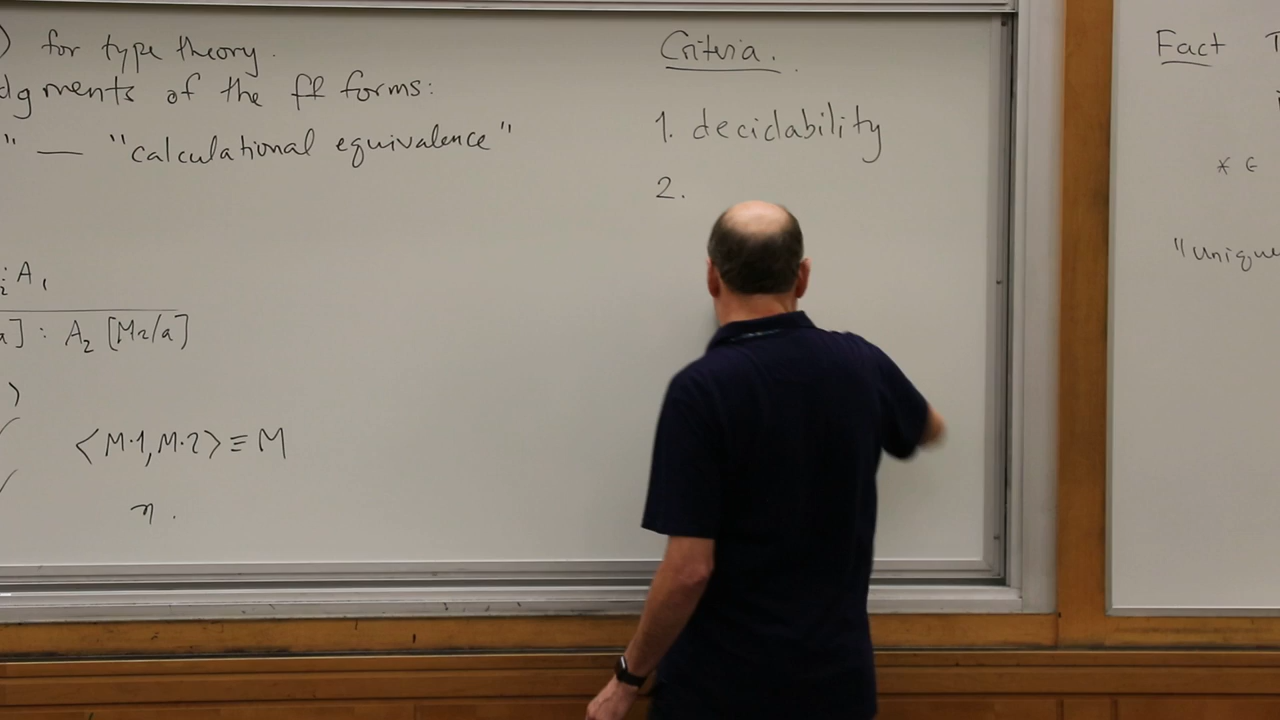 ) for type theory.
dgments of the ff forms:
" — "calculational equivalence"
: A₁
a] : A₂ [M₂/a]
)
⟨M·1, M·2⟩ ≡ M
η.
Criteria.
1. decidability
2.
Fact T
* ∈
"unique